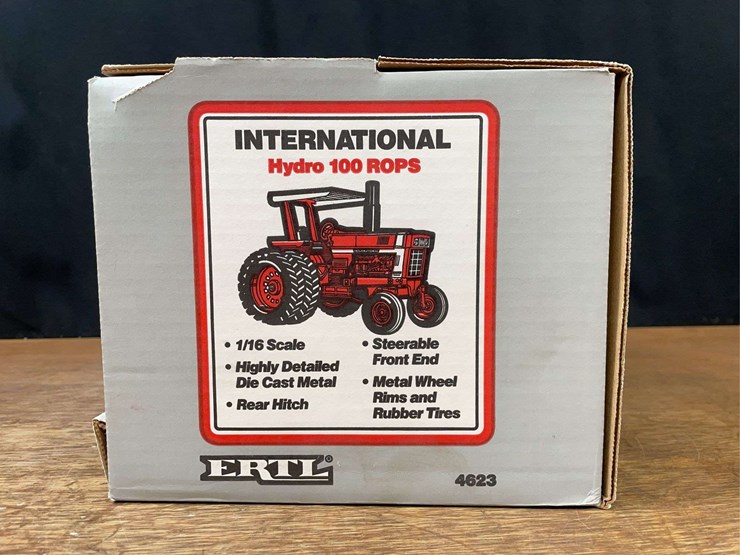 INTERNATIONAL
Hydro 100 ROPS
• 1/16 Scale
• Highly Detailed
Die Cast Metal
• Rear Hitch
• Steerable
Front End
• Metal Wheel
Rims and
Rubber Tires
ERTL®
4623